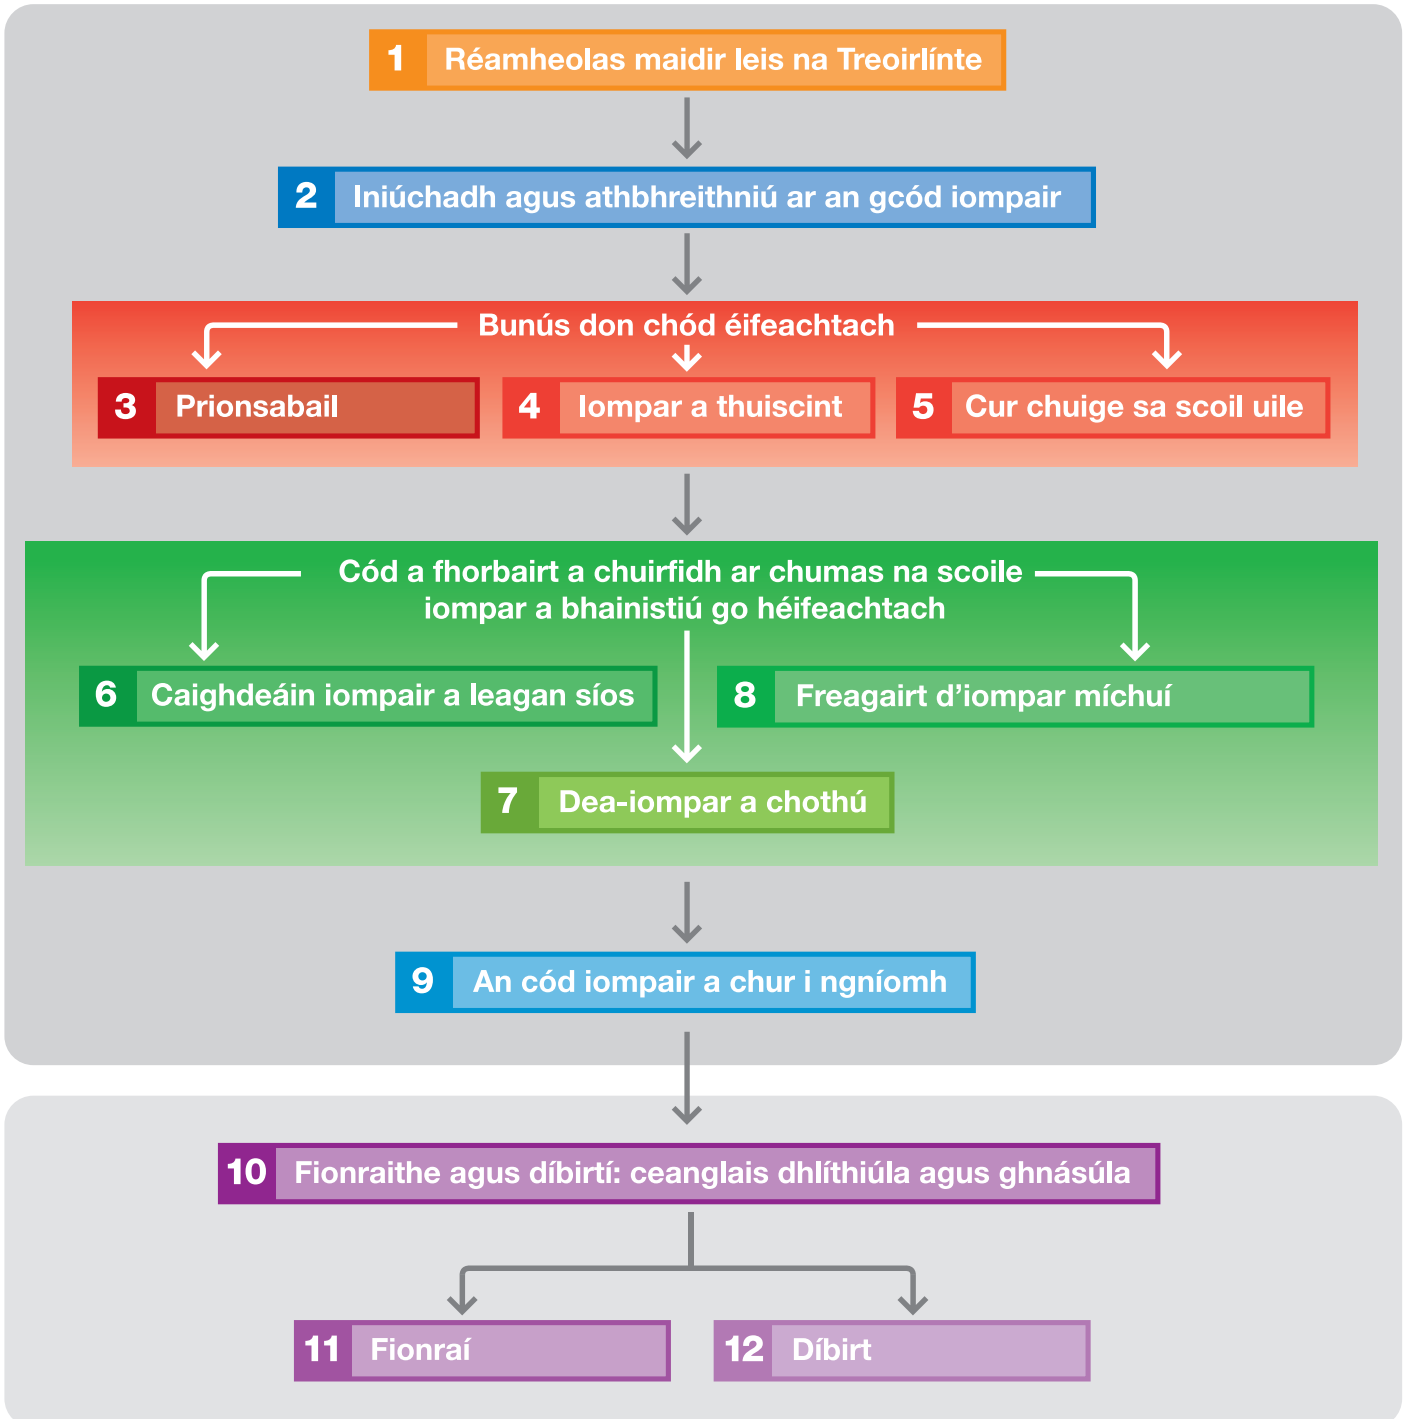 1 Réamheolas maidir leis na Treoirlínte
2 Iniúchadh agus athbhreithniú ar an gcód iompair
Bunús don chód éifeachtach
3 Prionsabail
4 Iompar a thuiscint
5 Cur chuige sa scoil uile
Cód a fhorbairt a chuirfidh ar chumas na scoile
iompar a bhainistiú go héifeachtach
6 Caighdeáin iompair a leagan síos
8 Freagairt d’iompar míchuí
7 Dea-iompar a chothú
9 An cód iompair a chur i ngníomh
10 Fionraithe agus díbirtí: ceanglais dhlíthiúla agus ghnásúla
11 Fionraí
12 Díbirt